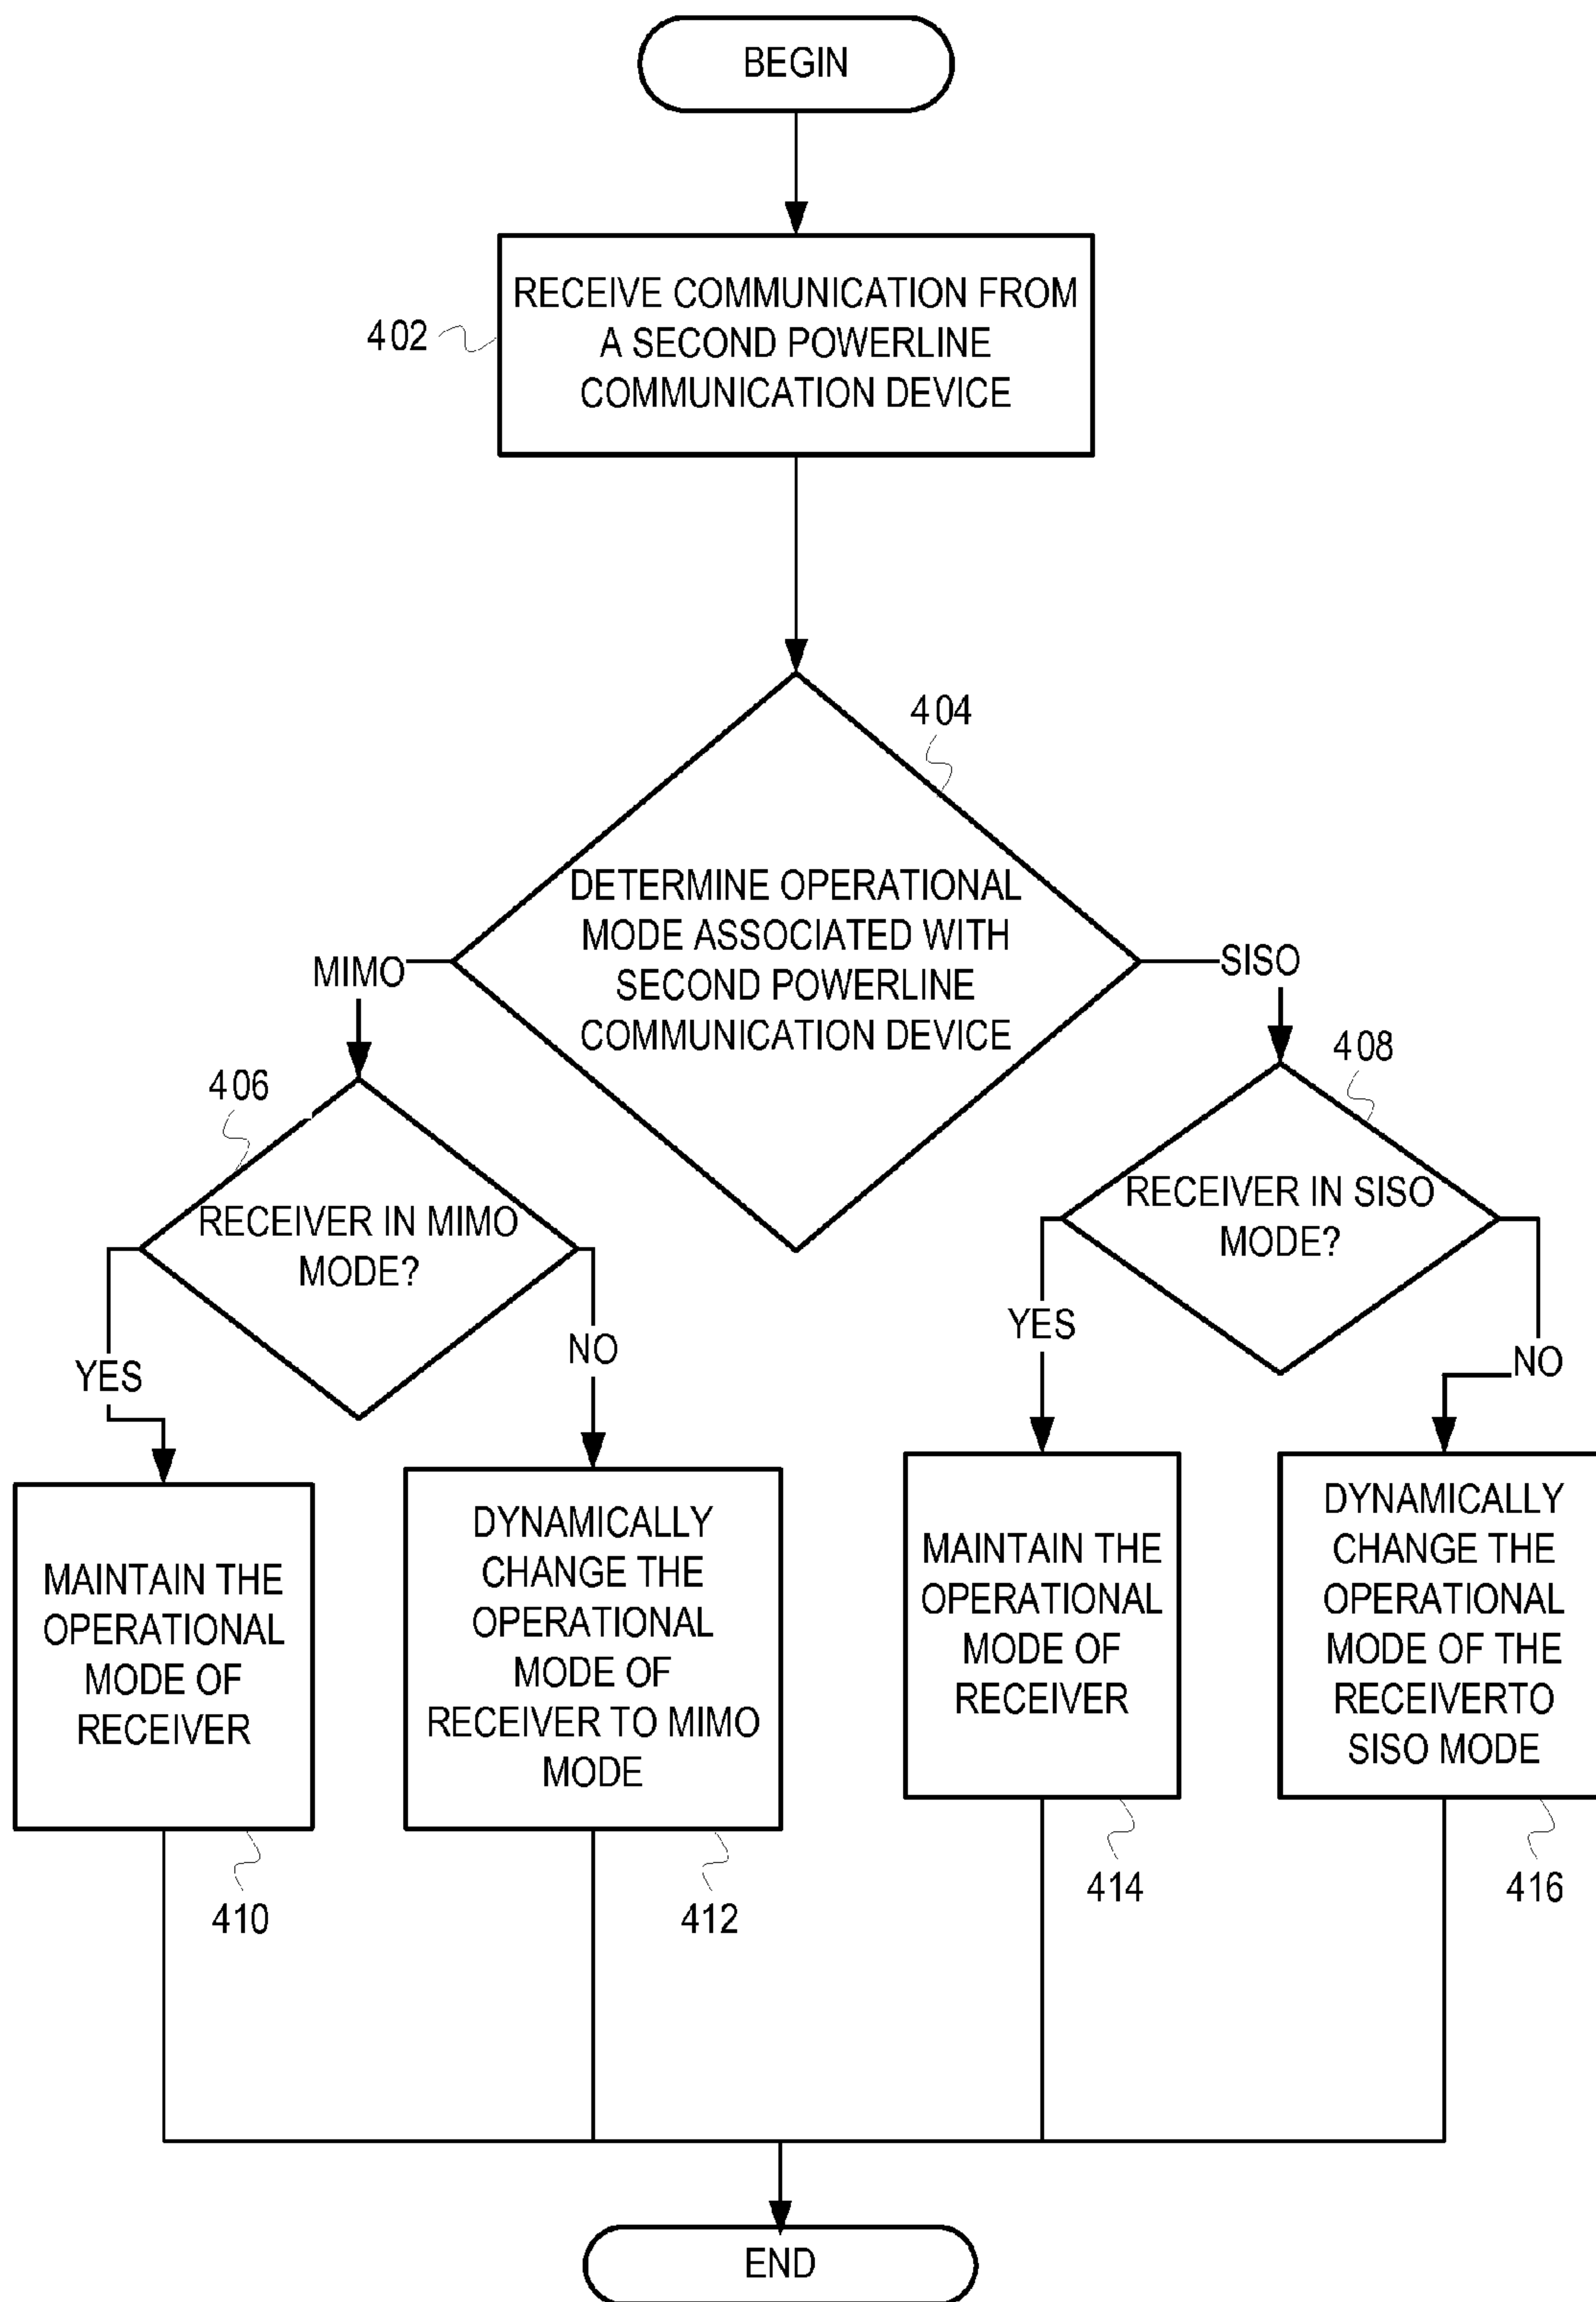 BEGIN
RECEIVE COMMUNICATION FROM
A SECOND POWERLINE
COMMUNICATION DEVICE
402
404
DETERMINE OPERATIONAL
MODE ASSOCIATED WITH
SECOND POWERLINE
COMMUNICATION DEVICE
MIMO
SISO
406
RECEIVER IN MIMO
MODE?
408
RECEIVER IN SISO
MODE?
YES
NO
YES
NO
MAINTAIN THE
OPERATIONAL
MODE OF
RECEIVER
410
DYNAMICALLY
CHANGE THE
OPERATIONAL
MODE OF
RECEIVER TO MIMO
MODE
412
MAINTAIN THE
OPERATIONAL
MODE OF
RECEIVER
414
DYNAMICALLY
CHANGE THE
OPERATIONAL
MODE OF THE
RECEIVERTO
SISO MODE
416
END